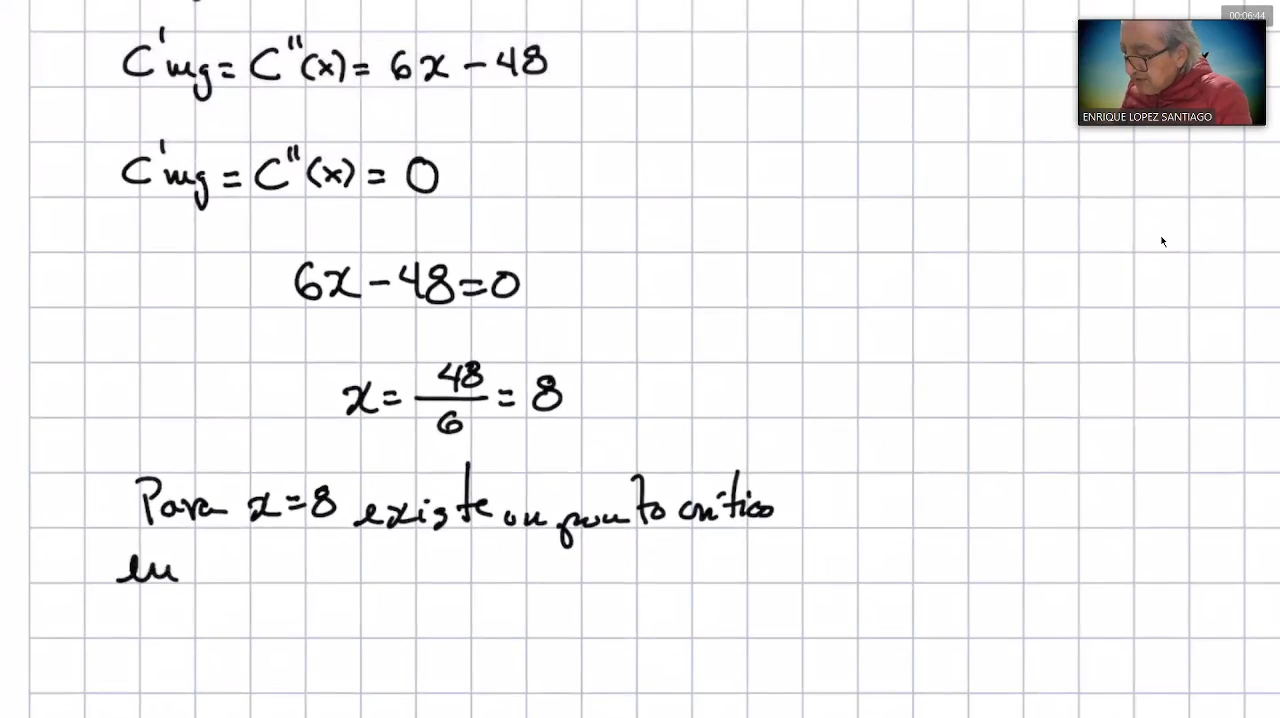 00:06:44
ENRIQUE LOPEZ SANTIAGO
C'mg = C''(x) = 6x - 48
C'mg = C''(x) = 0
6x - 48 = 0
x = 48/6 = 8
Para x = 8 existe un punto crítico
en